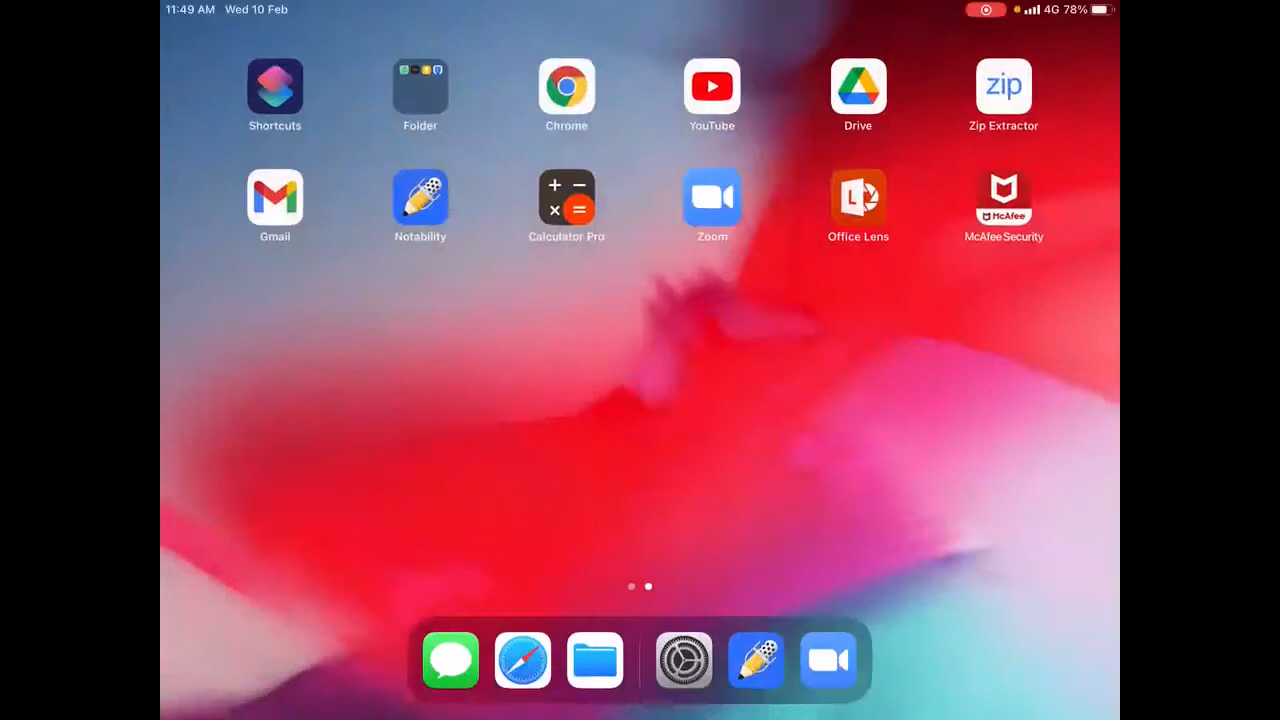 11:49 AM Wed 10 Feb 4G 78%
Shortcuts Folder Chrome YouTube Drive zip Zip Extractor
Gmail Notability Calculator Pro Zoom L Office Lens McAfee McAfee Security